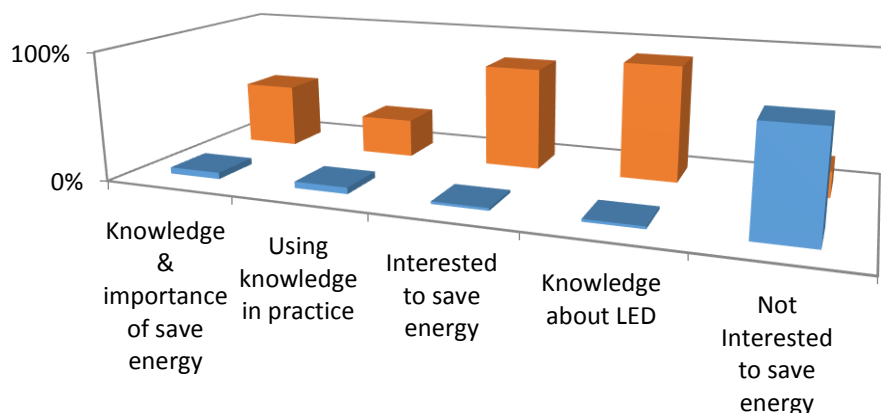 100%
0%
Knowledge
&
importance
of save
energy
Using
knowledge
in practice
Interested
to save
energy
Knowledge
about LED
Not
Interested
to save
energy